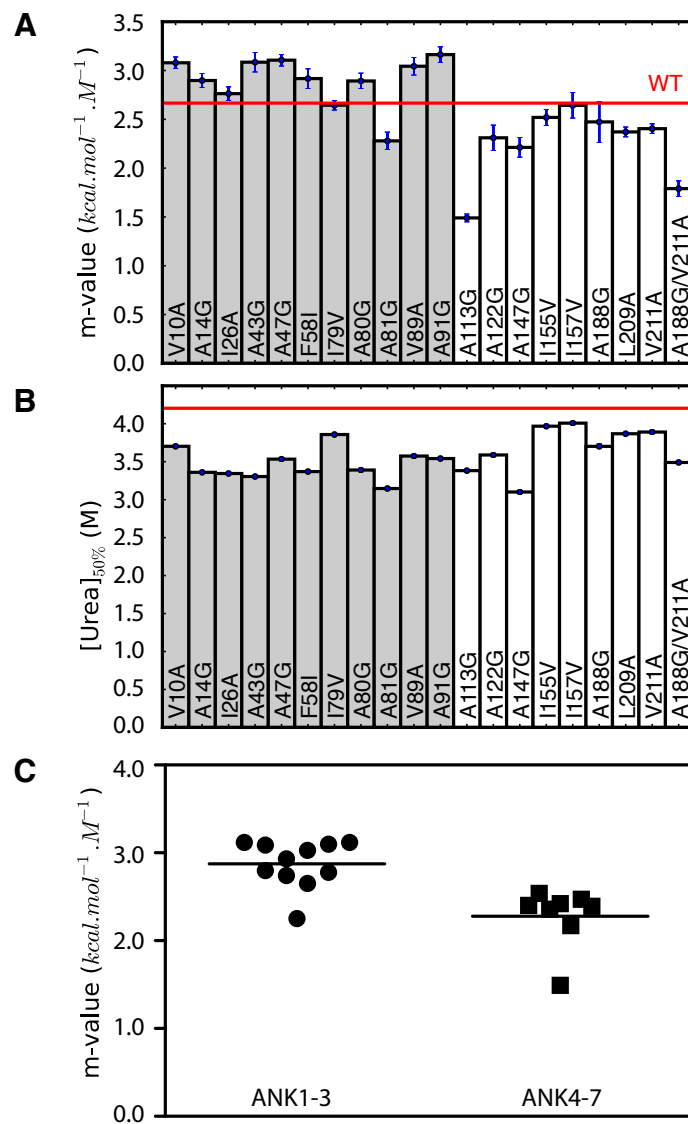 A
m-value (kcal.mol⁻¹.M⁻¹)
3.5
3.0
2.5
2.0
1.5
1.0
0.5
0.0
WT
V10A
A14G
I26A
A43G
A47G
F58I
I79V
A80G
A81G
V89A
A91G
A113G
A122G
A147G
I155V
I157V
A188G
L209A
V211A
A188G/V211A
B
[Urea]50% (M)
4.0
3.5
3.0
2.5
2.0
1.5
1.0
0.5
0.0
V10A
A14G
I26A
A43G
A47G
F58I
I79V
A80G
A81G
V89A
A91G
A113G
A122G
A147G
I155V
I157V
A188G
L209A
V211A
A188G/V211A
C
m-value (kcal.mol⁻¹.M⁻¹)
4.0
3.0
2.0
1.0
0.0
ANK1-3
ANK4-7